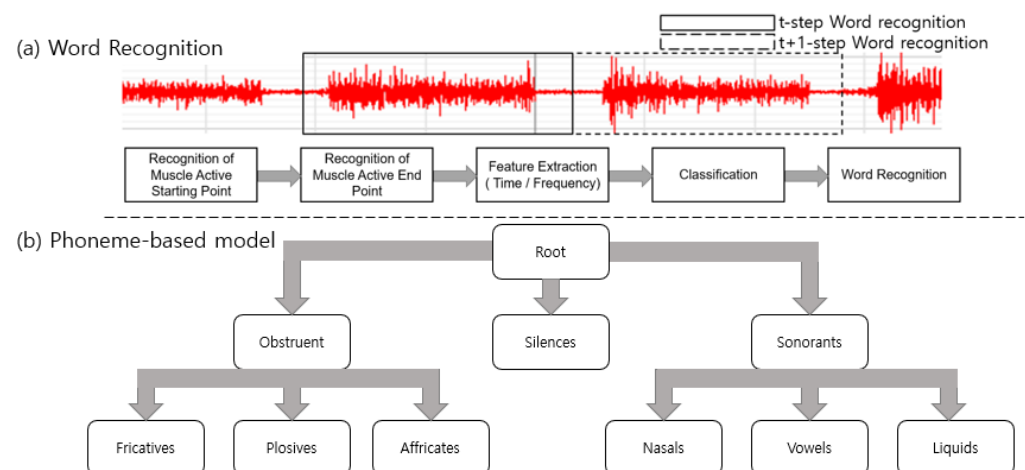 t-step Word recognition
t+1-step Word recognition
(a) Word Recognition
Recognition of
Muscle Active
Starting Point
Recognition of
Muscle Active End
Point
Feature Extraction
( Time / Frequency)
Classification
Word Recognition
(b) Phoneme-based model
Root
Obstruent
Silences
Sonorants
Fricatives
Plosives
Affricates
Nasals
Vowels
Liquids